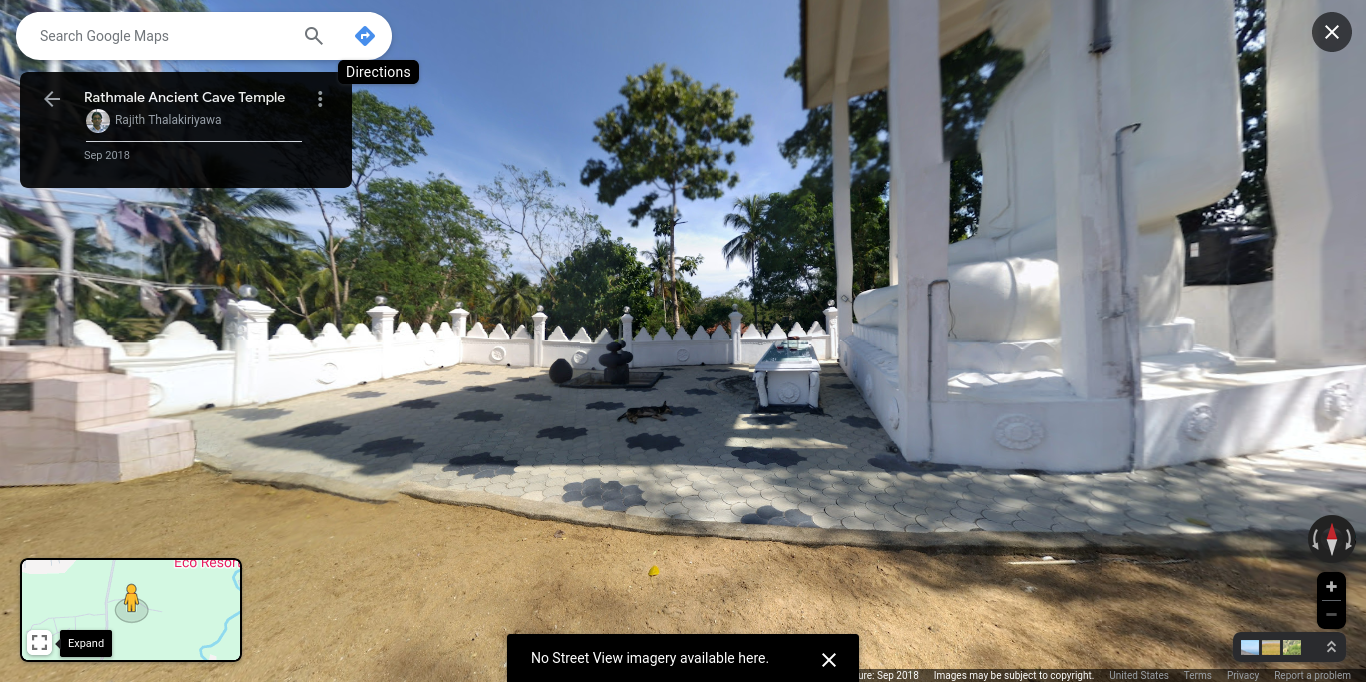 Search Google Maps
Directions
Rathmale Ancient Cave Temple
Rajith Thalakiriyawa
Sep 2018
Eco Resort
Expand
No Street View imagery available here.
ure: Sep 2018 Images may be subject to copyright. United States Terms Privacy Report a problem